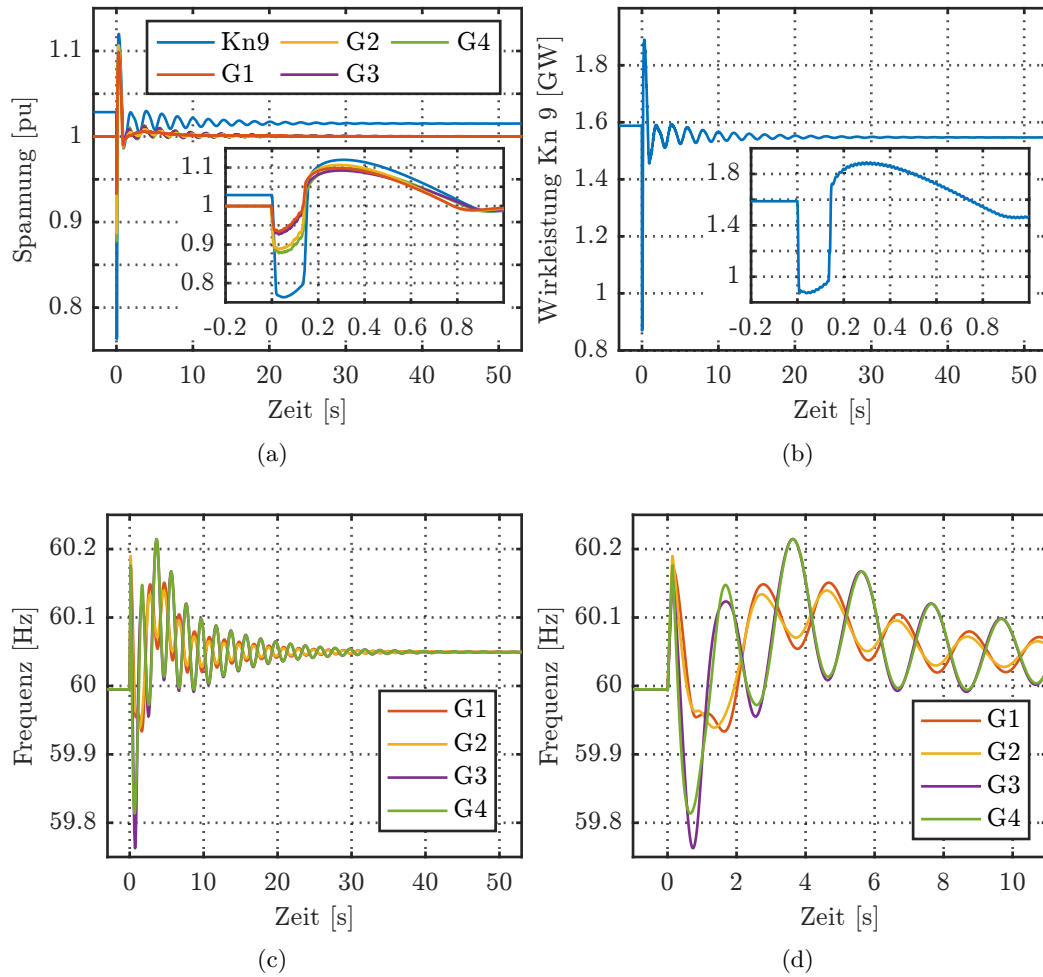 Spannung [pu]
1.1
1
0.9
0.8
Kn9 G2 G4
G1 G3
1.1
1
0.9
0.8
-0.2 0 0.2 0.4 0.6 0.8
0 10 20 30 40 50
Zeit [s]
(a)
Wirkleistung Kn 9 [GW]
1.8
1.6
1.4
1.2
1
0.8
1.8
1.4
1
-0.2 0 0.2 0.4 0.6 0.8
0 10 20 30 40 50
Zeit [s]
(b)
Frequenz [Hz]
60.2
60.1
60
59.9
59.8
G1
G2
G3
G4
0 10 20 30 40 50
Zeit [s]
(c)
Frequenz [Hz]
60.2
60.1
60
59.9
59.8
G1
G2
G3
G4
0 2 4 6 8 10
Zeit [s]
(d)